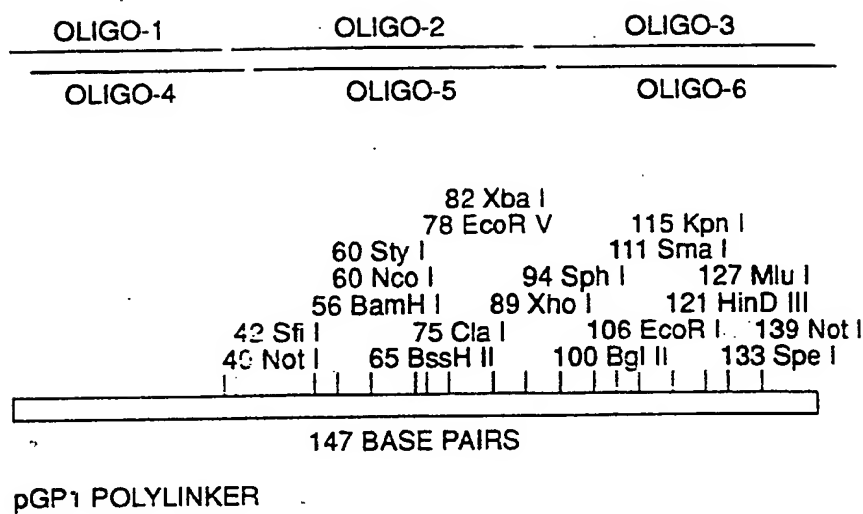 OLIGO-1 OLIGO-2 OLIGO-3
OLIGO-4 OLIGO-5 OLIGO-6
82 Xba I
78 EcoR V 115 Kpn I
60 Sty I 111 Sma I
60 Nco I 94 Sph I 127 Mlu I
56 BamH I 89 Xho I 121 HinD III
42 Sfi I 75 Cla I 106 EcoR I 139 Not I
40 Not I 65 BssH II 100 Bgl II 133 Spe I
147 BASE PAIRS
pGP1 POLYLINKER